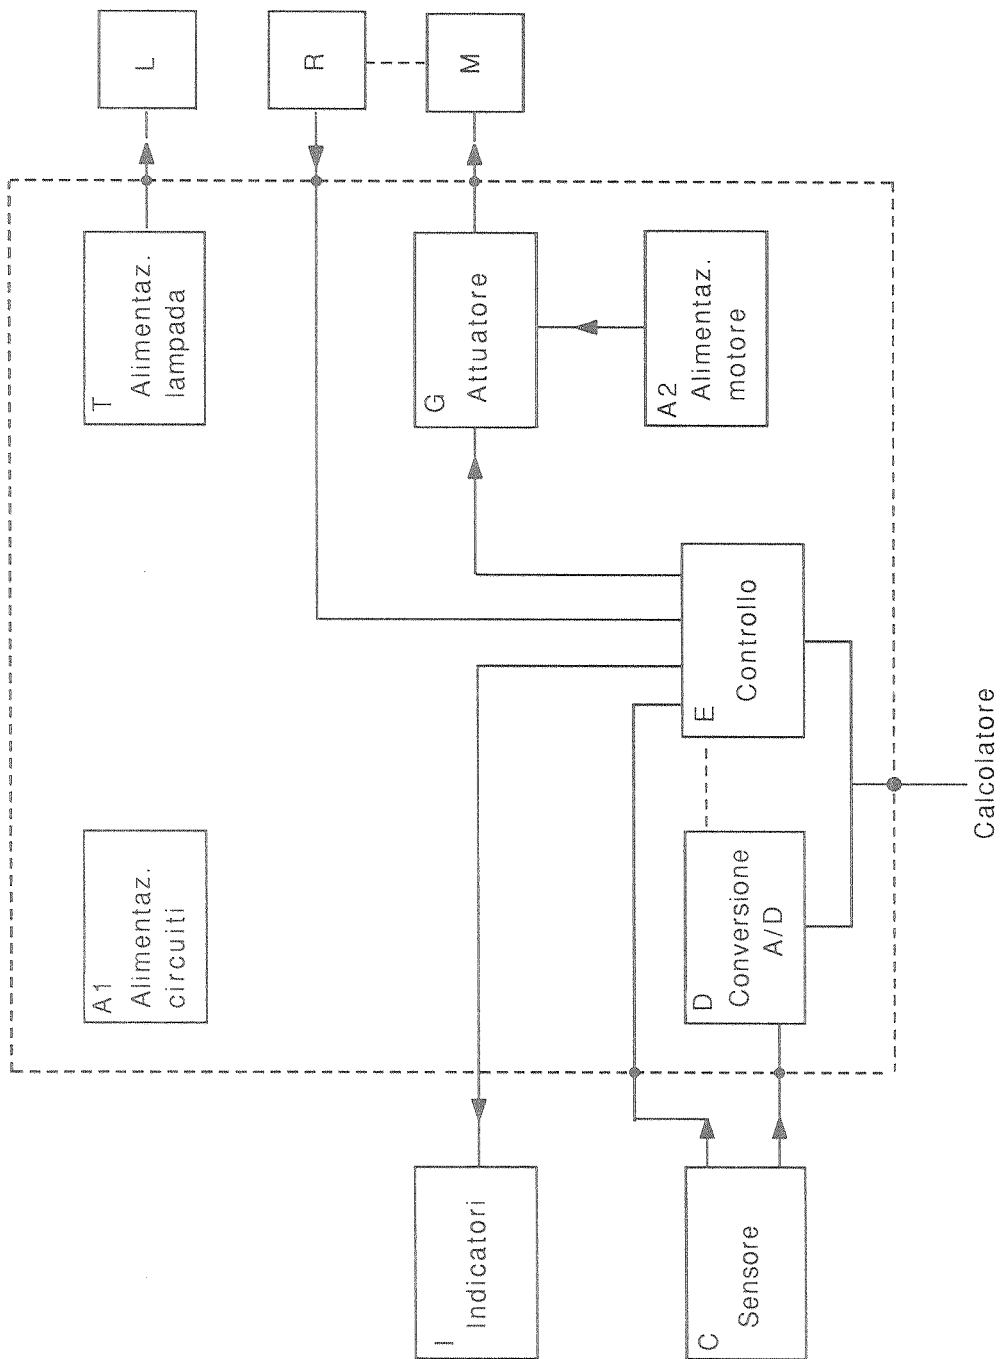 A1
Alimentaz.
circuiti
T
Alimentaz.
lampada
L
R
I
Indicatori
G
Attuatore
M
A2
Alimentaz.
motore
C
Sensore
D
Conversione
A/D
E
Controllo
Calcolatore